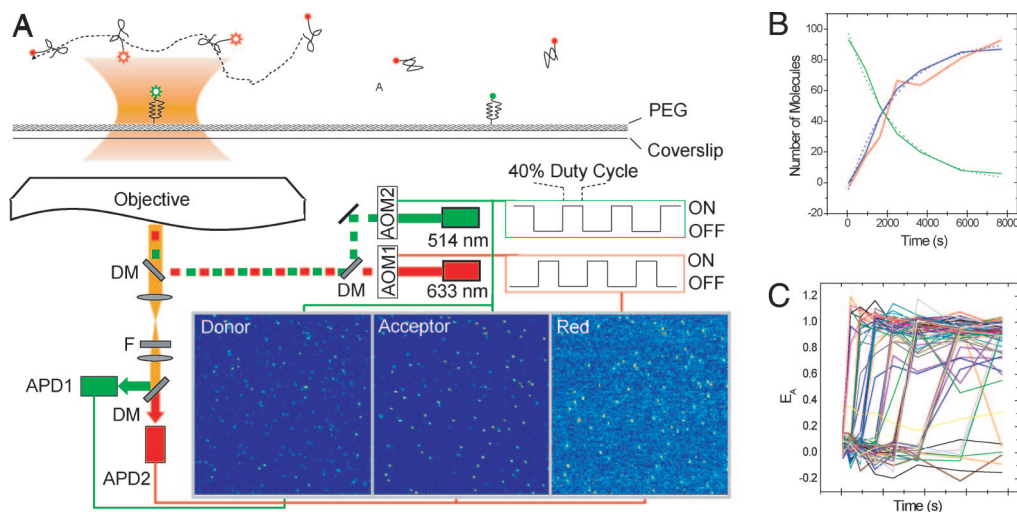 A
A
PEG
Coverslip
Objective
DM
F
APD1
DM
APD2
AOM2
514 nm
AOM1
633 nm
DM
40% Duty Cycle
ON
OFF
ON
OFF
Donor
Acceptor
Red
B
Number of Molecules
100
80
60
40
20
0
-20
0
2000
4000
6000
8000
Time (s)
C
E_A
1.2
1.0
0.8
0.6
0.4
0.2
0.0
Time (s)